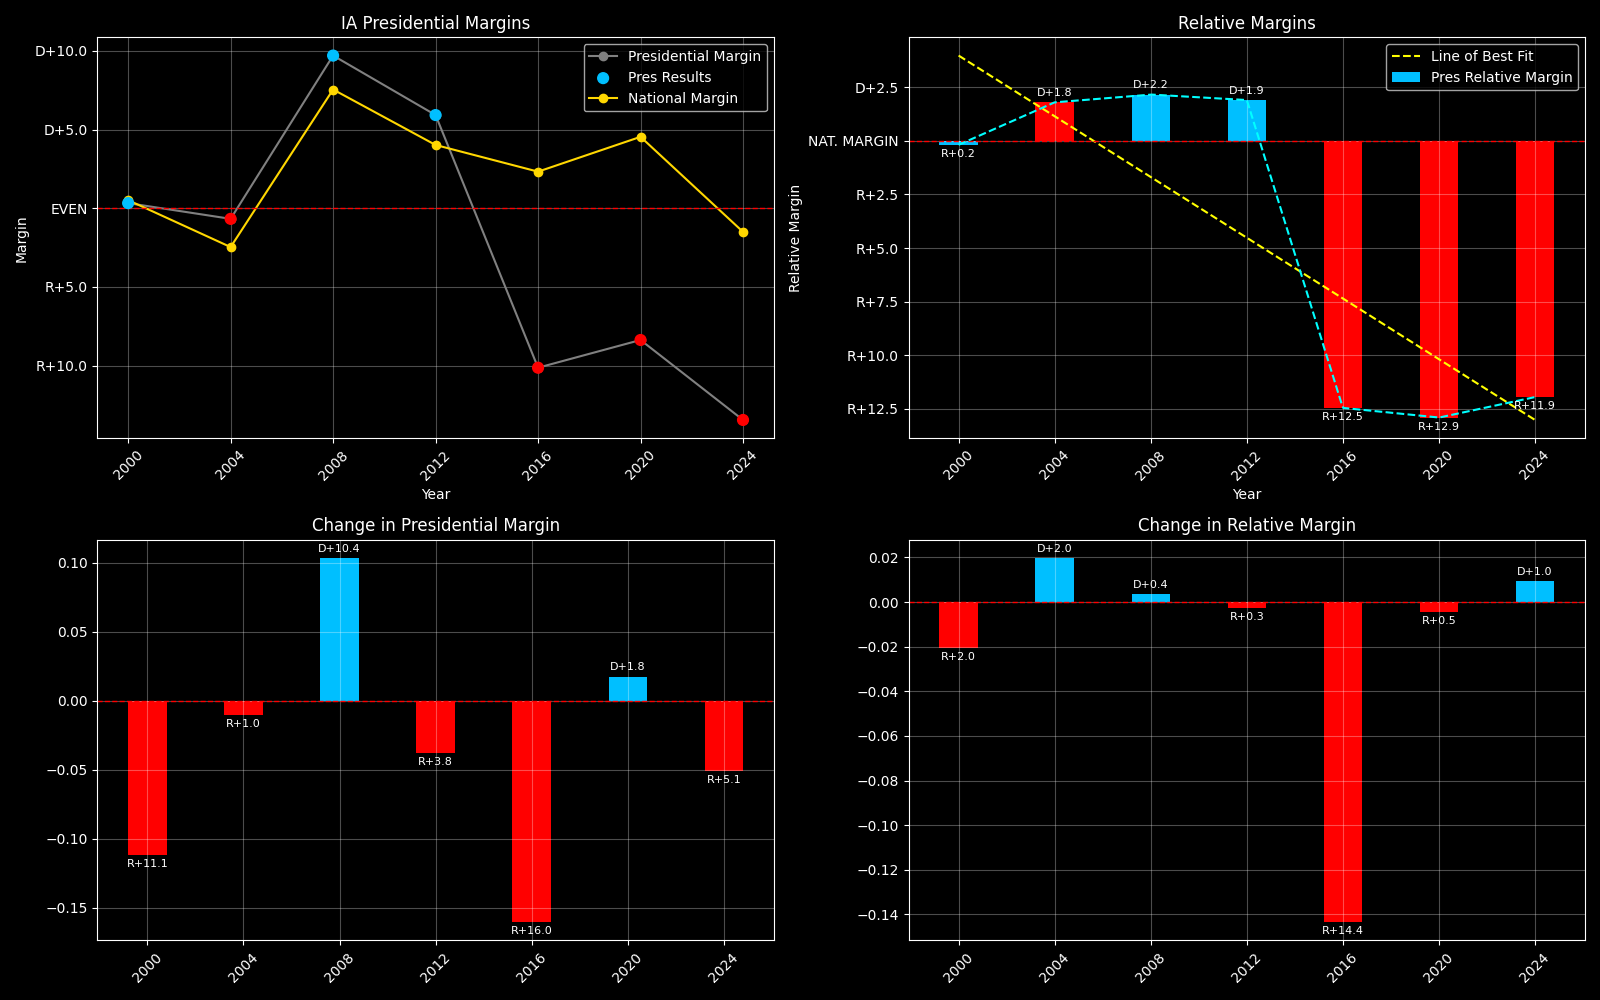 IA Presidential Margins
D+10.0
D+5.0
EVEN
R+5.0
R+10.0
Margin
Presidential Margin
Pres Results
National Margin
2000
2004
2008
2012
2016
2020
2024
Year
Relative Margins
D+2.5
NAT. MARGIN
R+2.5
R+5.0
R+7.5
R+10.0
R+12.5
Relative Margin
Line of Best Fit
Pres Relative Margin
R+0.2
D+1.8
D+2.2
D+1.9
R+12.5
R+12.9
R+11.9
2000
2004
2008
2012
2016
2020
2024
Year
Change in Presidential Margin
0.10
0.05
0.00
−0.05
−0.10
−0.15
R+11.1
R+1.0
D+10.4
R+3.8
R+16.0
D+1.8
R+5.1
2000
2004
2008
2012
2016
2020
2024
Change in Relative Margin
0.02
0.00
−0.02
−0.04
−0.06
−0.08
−0.10
−0.12
−0.14
R+2.0
D+2.0
D+0.4
R+0.3
R+14.4
R+0.5
D+1.0
2000
2004
2008
2012
2016
2020
2024